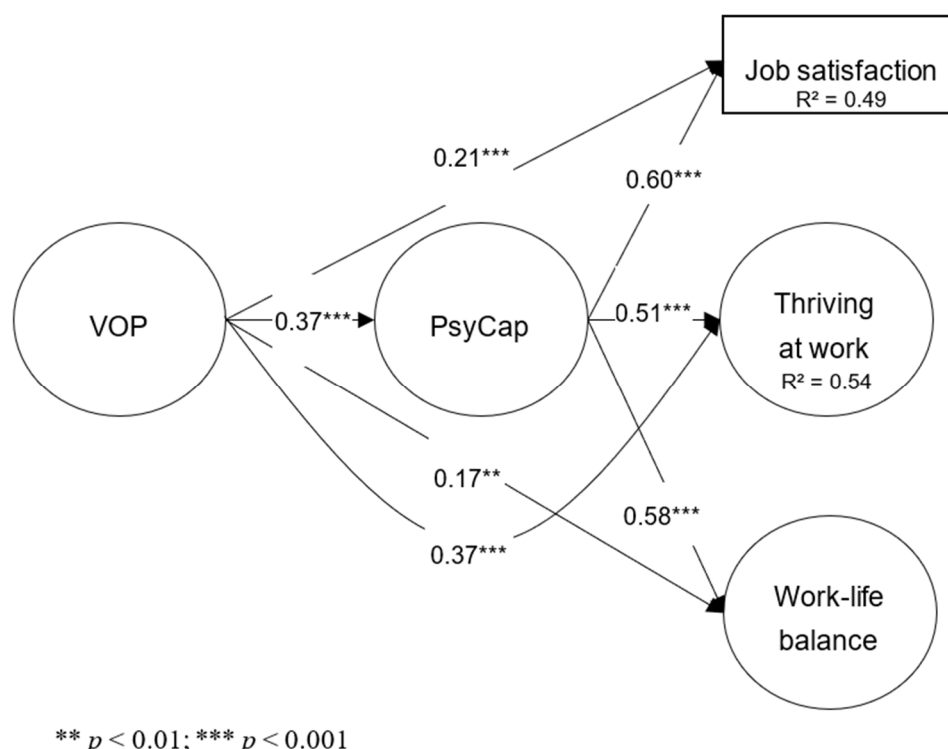 Job satisfaction
R² = 0.49
0.21***
0.60***
VOP
0.37***
PsyCap
0.51***
Thriving
at work
R² = 0.54
0.17**
0.37***
0.58***
Work-life
balance
** p < 0.01; *** p < 0.001